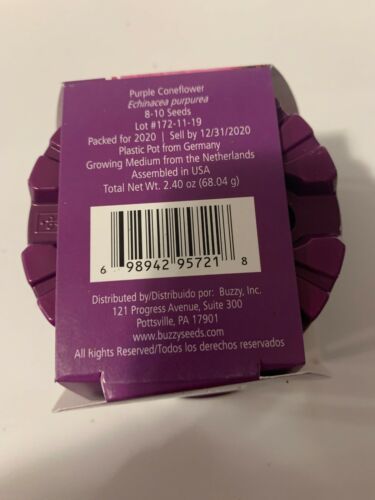 Purple Coneflower
Echinacea purpurea
8-10 Seeds
Lot #172-11-19
Packed for 2020 | Sell by 12/31/2020
Plastic Pot from Germany
Growing Medium from the Netherlands
Assembled in USA
Total Net Wt. 2.40 oz (68.04 g)
6 98942 95721 8
Distributed by/Distribuido por: Buzzy, Inc.
121 Progress Avenue, Suite 300
Pottsville, PA 17901
www.buzzyseeds.com
All Rights Reserved/Todos los derechos reservados